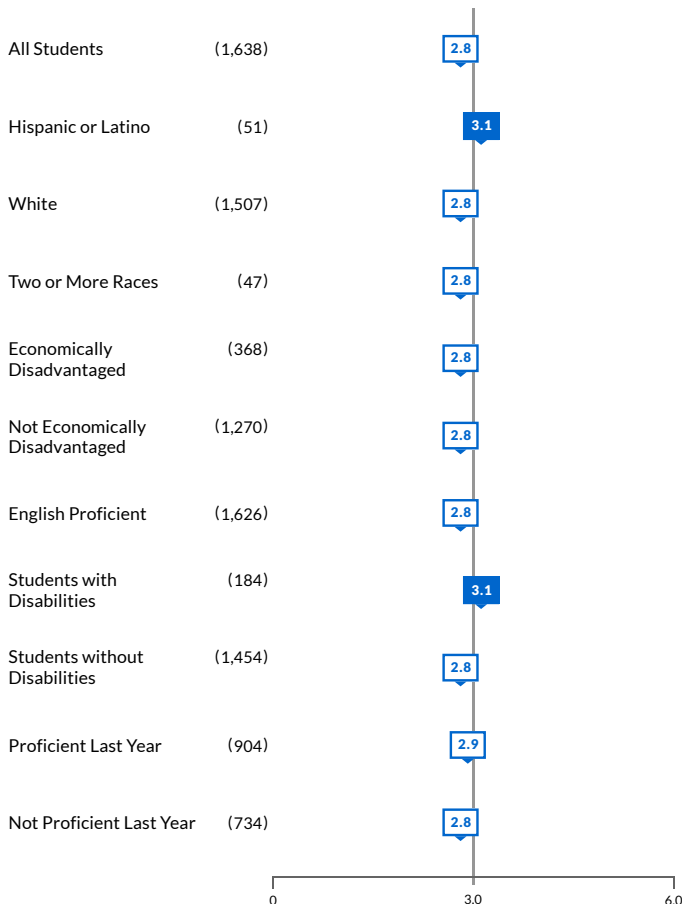 All Students (1,638) 2.8
Hispanic or Latino (51) 3.1
White (1,507) 2.8
Two or More Races (47) 2.8
Economically (368) 2.8
Disadvantaged
Not Economically (1,270) 2.8
Disadvantaged
English Proficient (1,626) 2.8
Students with (184) 3.1
Disabilities
Students without (1,454) 2.8
Disabilities
Proficient Last Year (904) 2.9
Not Proficient Last Year (734) 2.8
0 3.0 6.0